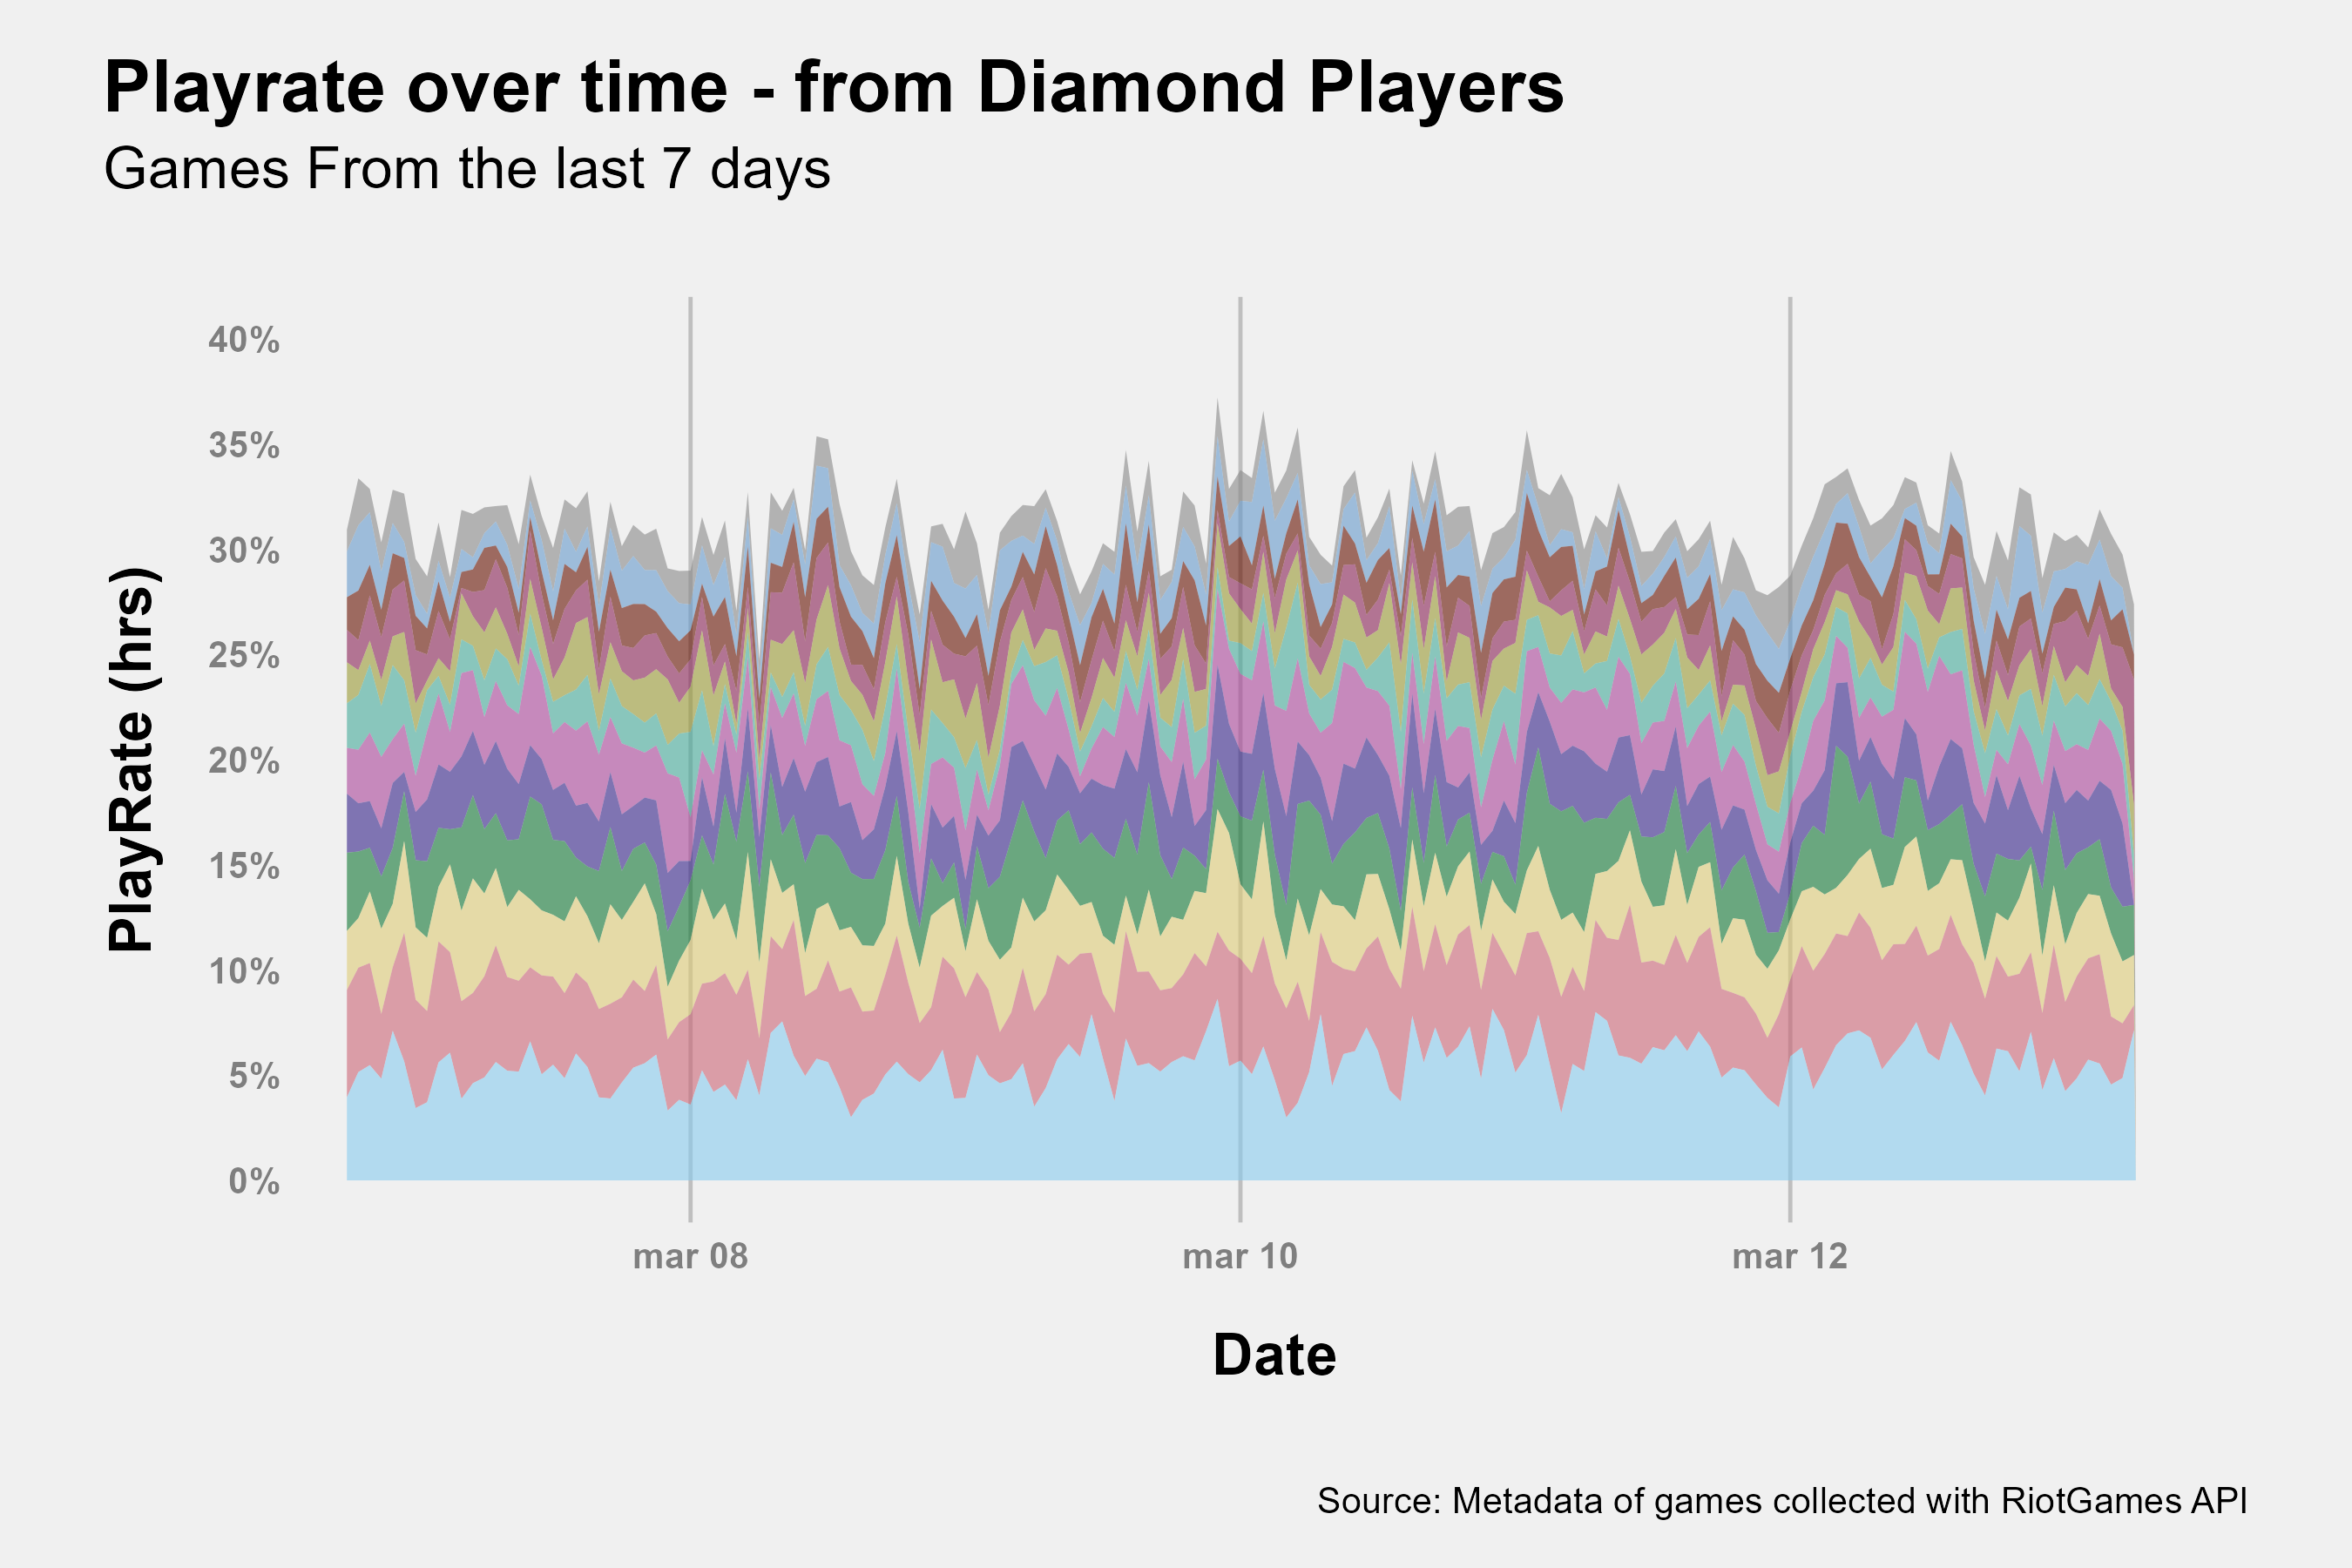 Playrate over time - from Diamond Players
Games From the last 7 days
40%
35%
30%
25%
20%
15%
10%
5%
0%
PlayRate (hrs)
mar 08
mar 10
mar 12
Date
Source: Metadata of games collected with RiotGames API